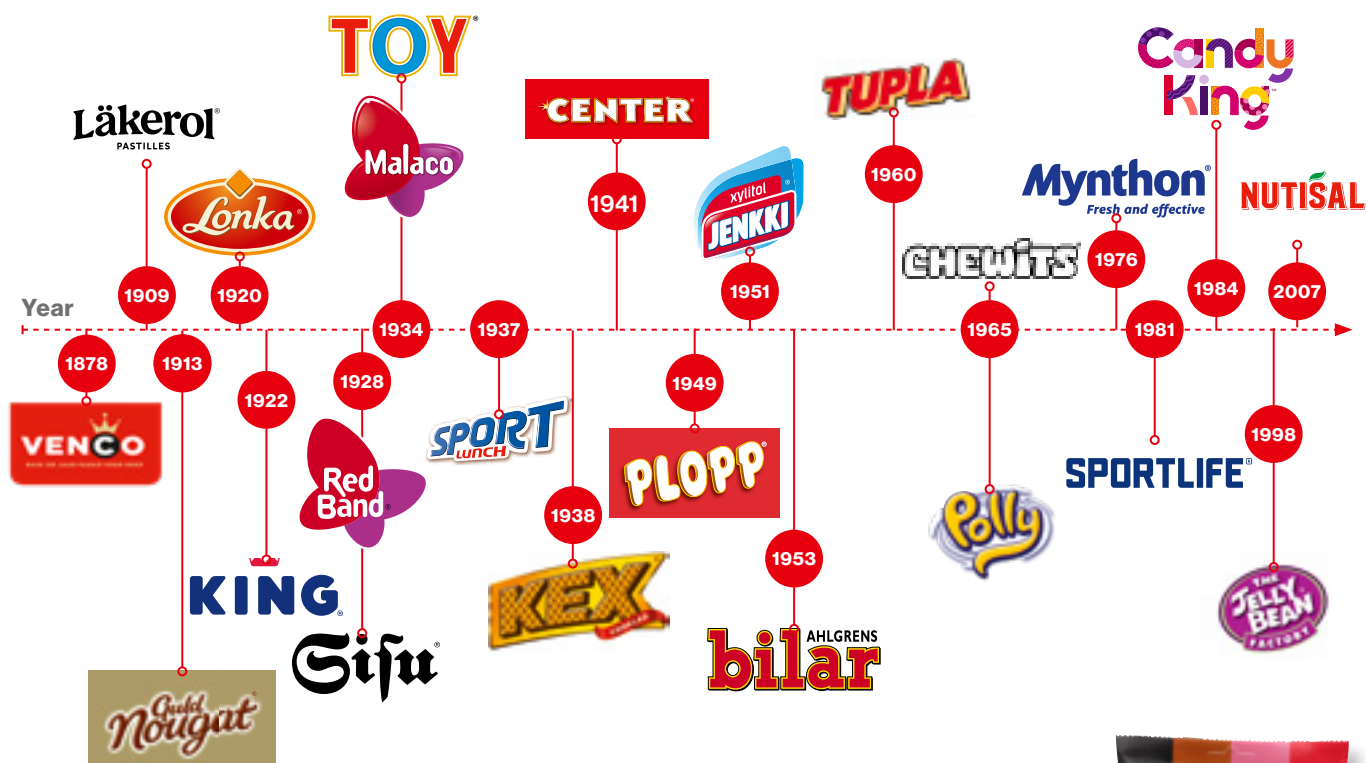 TOY
Candy
King™
Läkerol®
PASTILLES
Malaco
CENTER
TUPLA
Lonka®
1941
xylitol
JENKKI
1960
Mynthon®
Fresh and effective
NUTISAL
CHEWITS
1909
1920
1951
1976
1984
2007
Year
1934
1937
1965
1981
1878
1913
1922
1928
1949
VENCO
SPORT
LUNCH
PLOPP
1998
SPORTLIFE®
Red
Band
1938
Polly
1953
KEX
KING®
THE
JELLY
BEAN
FACTORY
Sisu®
AHLGRENS
bilar
Guld
Nougat